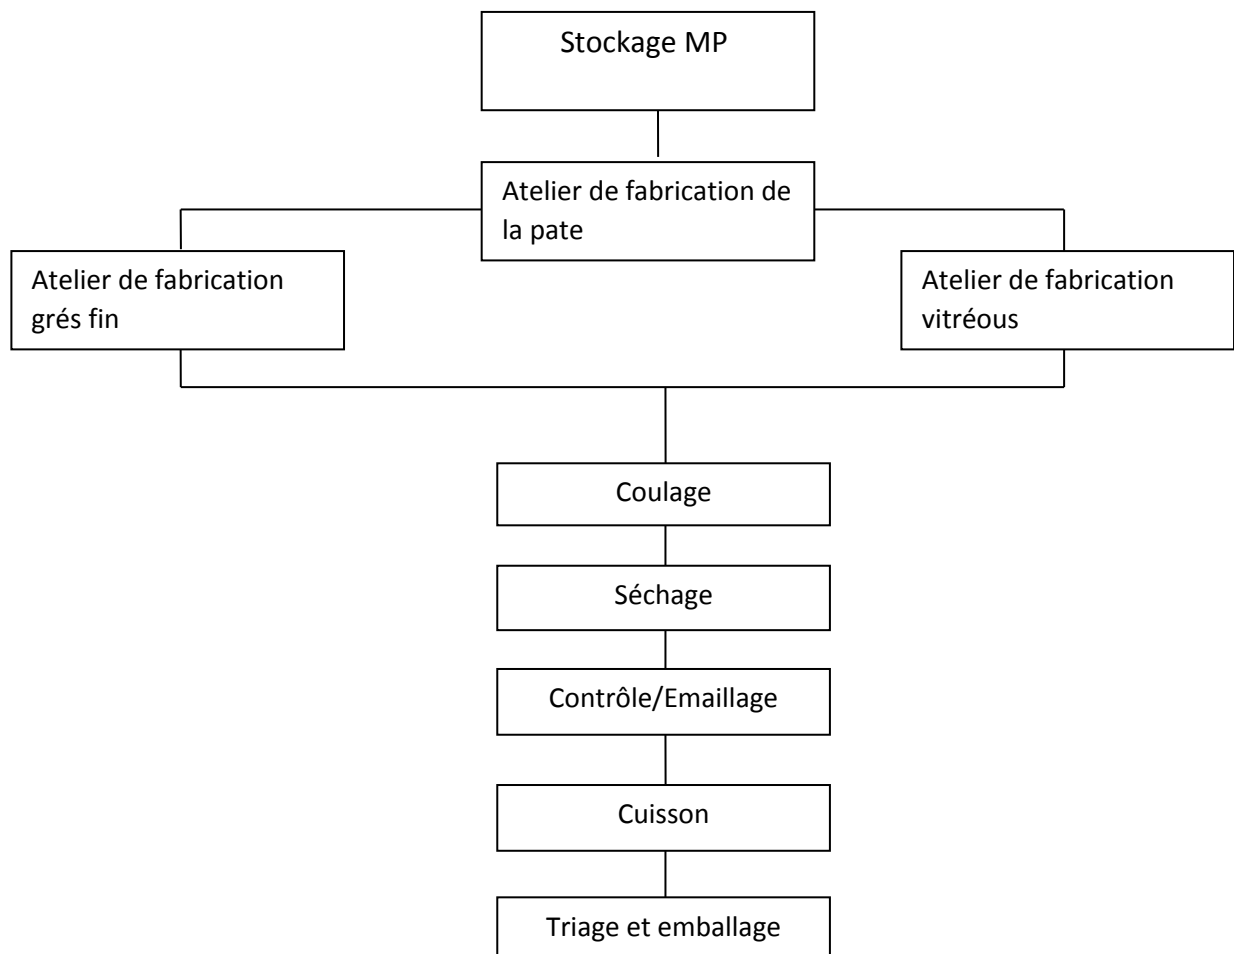 Stockage MP
Atelier de fabrication de
la pate
Atelier de fabrication
grés fin
Atelier de fabrication
vitréous
Coulage
Séchage
Contrôle/Emaillage
Cuisson
Triage et emballage